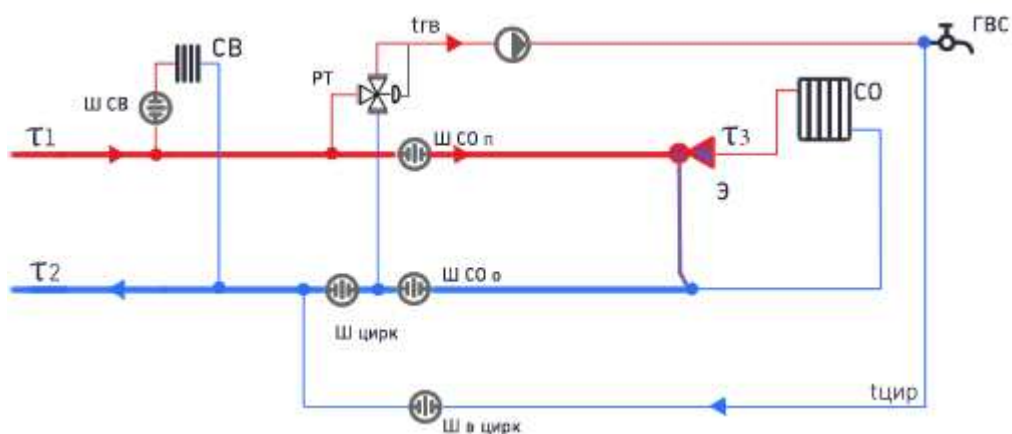 tгв
ГВС
СВ
РТ
Ш СВ
СО
τ1
Ш СО п
τ3
Э
τ2
Ш СО о
Ш цирк
tцир
Ш в цирк